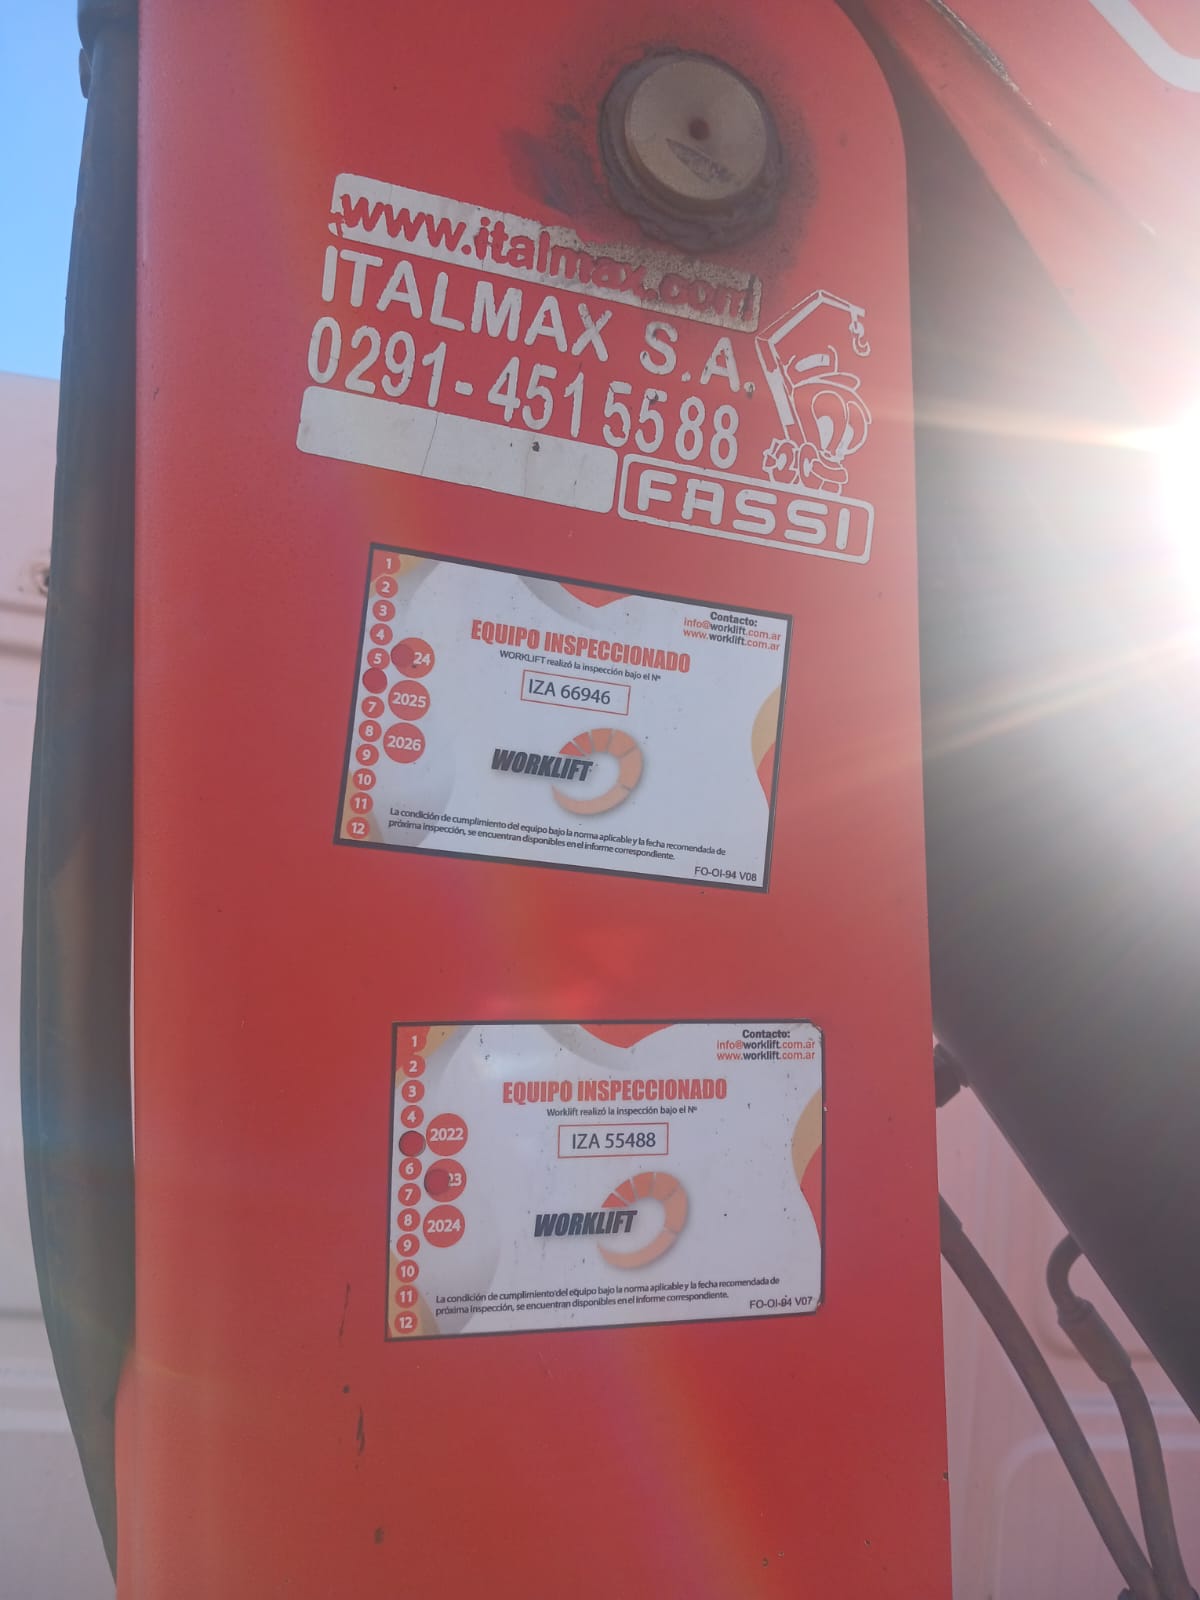 www.italmax.com
ITALMAX S.A.
0291-4515588
FASSI
1
2
3
4
5
7
8
9
10
11
12
24
2025
2026
Contacto:
info@worklift.com.ar
www.worklift.com.ar
EQUIPO INSPECCIONADO
WORKLIFT realizó la inspección bajo el Nº
IZA 66946
WORKLIFT
La condición de cumplimiento del equipo bajo la norma aplicable y la fecha recomendada de
próxima inspección, se encuentran disponibles en el informe correspondiente.
FO-OI-94 V08
1
2
3
4
6
7
8
9
10
11
12
2022
23
2024
Contacto:
info@worklift.com.ar
www.worklift.com.ar
EQUIPO INSPECCIONADO
Worklift realizó la inspección bajo el Nº
IZA 55488
WORKLIFT
La condición de cumplimiento del equipo bajo la norma aplicable y la fecha recomendada de
próxima inspección, se encuentran disponibles en el informe correspondiente.
FO-OI-94 V07